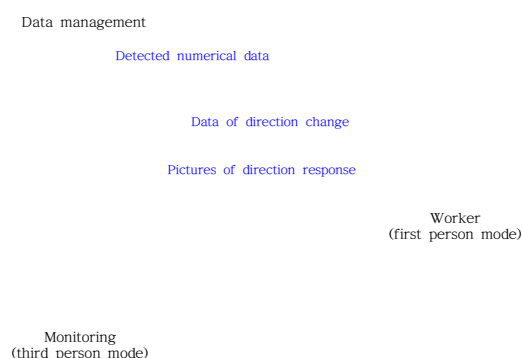 Data management
Detected numerical data
Data of direction change
Pictures of direction response
Worker
(first person mode)
Monitoring
(third person mode)